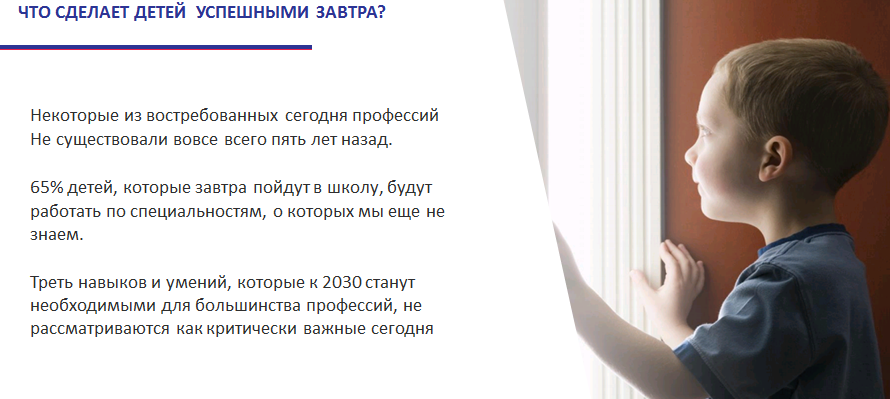 ЧТО СДЕЛАЕТ ДЕТЕЙ УСПЕШНЫМИ ЗАВТРА?
Некоторые из востребованных сегодня профессий
Не существовали вовсе всего пять лет назад.
65% детей, которые завтра пойдут в школу, будут
работать по специальностям, о которых мы еще не
знаем.
Треть навыков и умений, которые к 2030 станут
необходимыми для большинства профессий, не
рассматриваются как критически важные сегодня